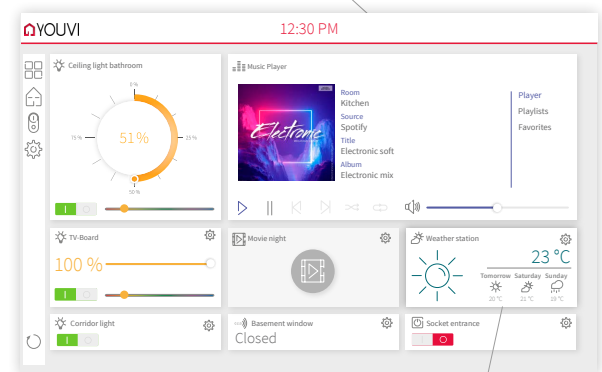 YOUVI
12:30 PM
Ceiling light bathroom
0 %
75 %
51 %
25 %
50 %
Music Player
Electronic
Room
Kitchen
Source
Spotify
Title
Electronic soft
Album
Electronic mix
Player
Playlists
Favorites
TV-Board
100 %
Movie night
Weather station
23 °C
Tomorrow Saturday Sunday
20 °C 21 °C 19 °C
Corridor light
Basement window
Closed
Socket entrance